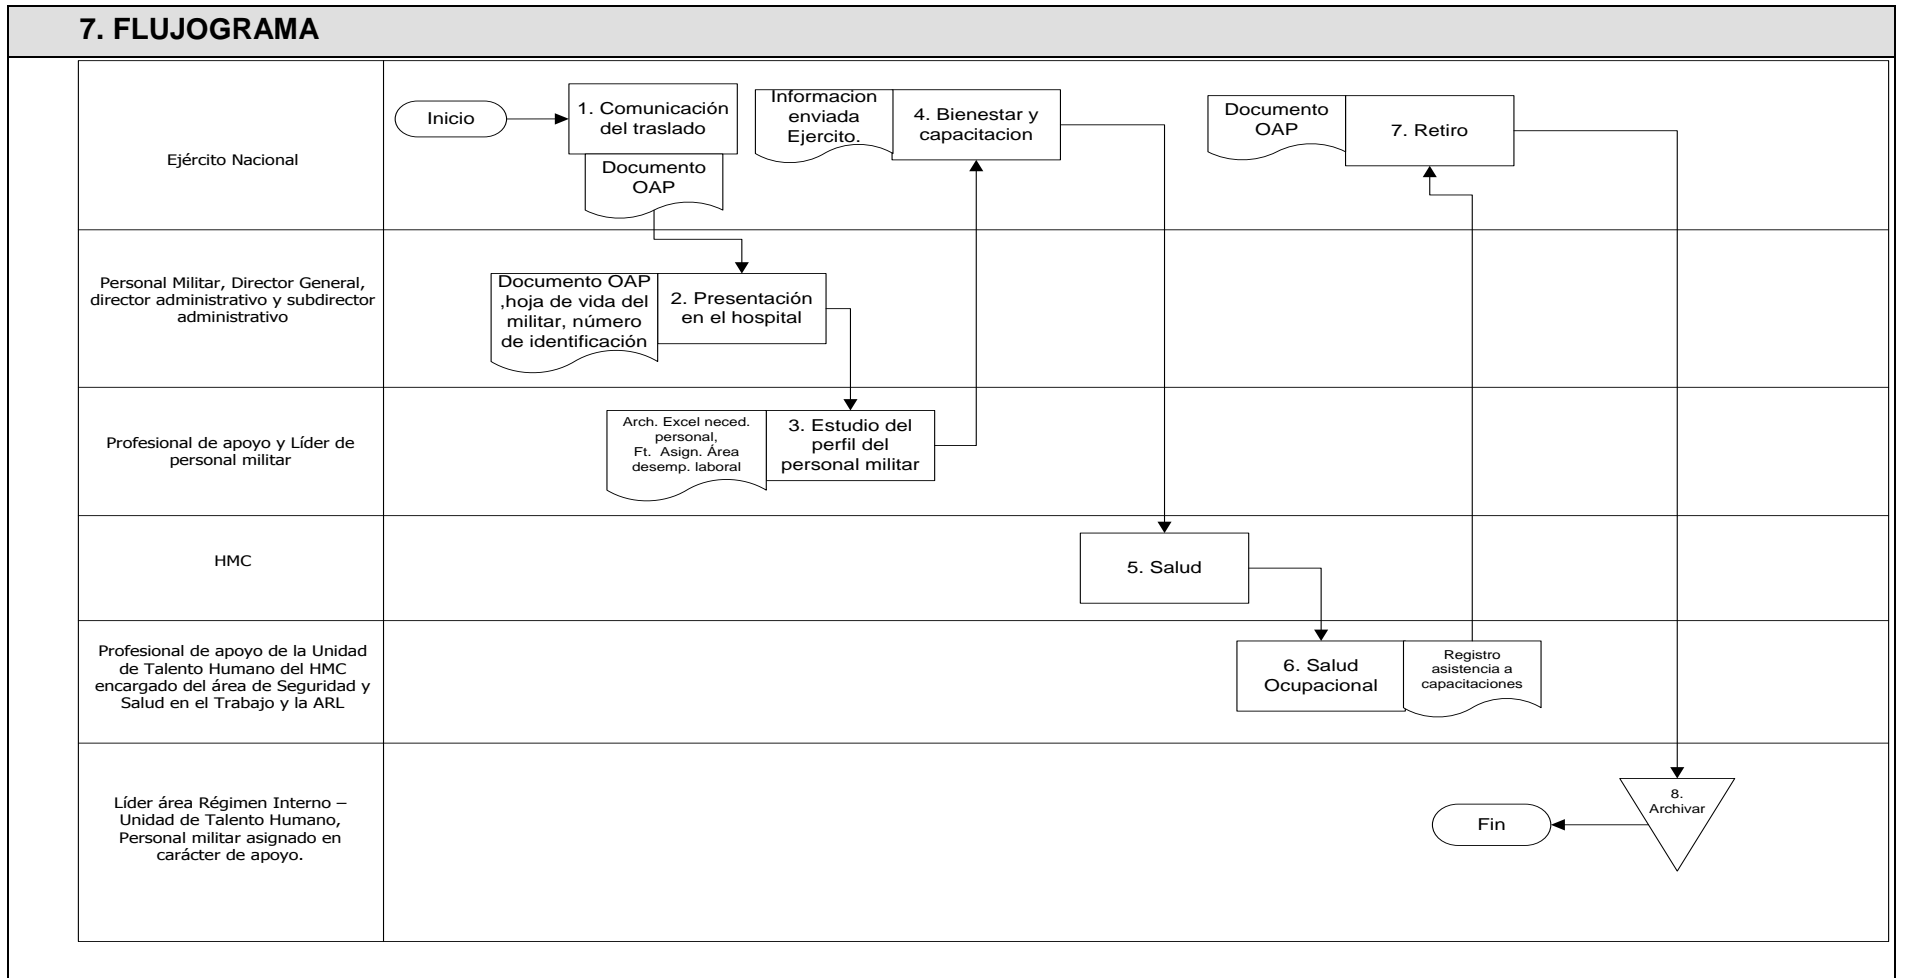 7. FLUJOGRAMA
Ejército Nacional
Inicio
1. Comunicación
del traslado
Documento
OAP
Informacion
enviada
Ejercito.
4. Bienestar y
capacitacion
Documento
OAP
7. Retiro
Personal Militar, Director General,
director administrativo y subdirector
administrativo
Documento OAP
,hoja de vida del
militar, número
de identificación
2. Presentación
en el hospital
Profesional de apoyo y Líder de
personal militar
Arch. Excel neced.
personal,
Ft. Asign. Área
desemp. laboral
3. Estudio del
perfil del
personal militar
HMC
5. Salud
Profesional de apoyo de la Unidad
de Talento Humano del HMC
encargado del área de Seguridad y
Salud en el Trabajo y la ARL
6. Salud
Ocupacional
Registro
asistencia a
capacitaciones
Líder área Régimen Interno –
Unidad de Talento Humano,
Personal militar asignado en
carácter de apoyo.
Fin
8.
Archivar